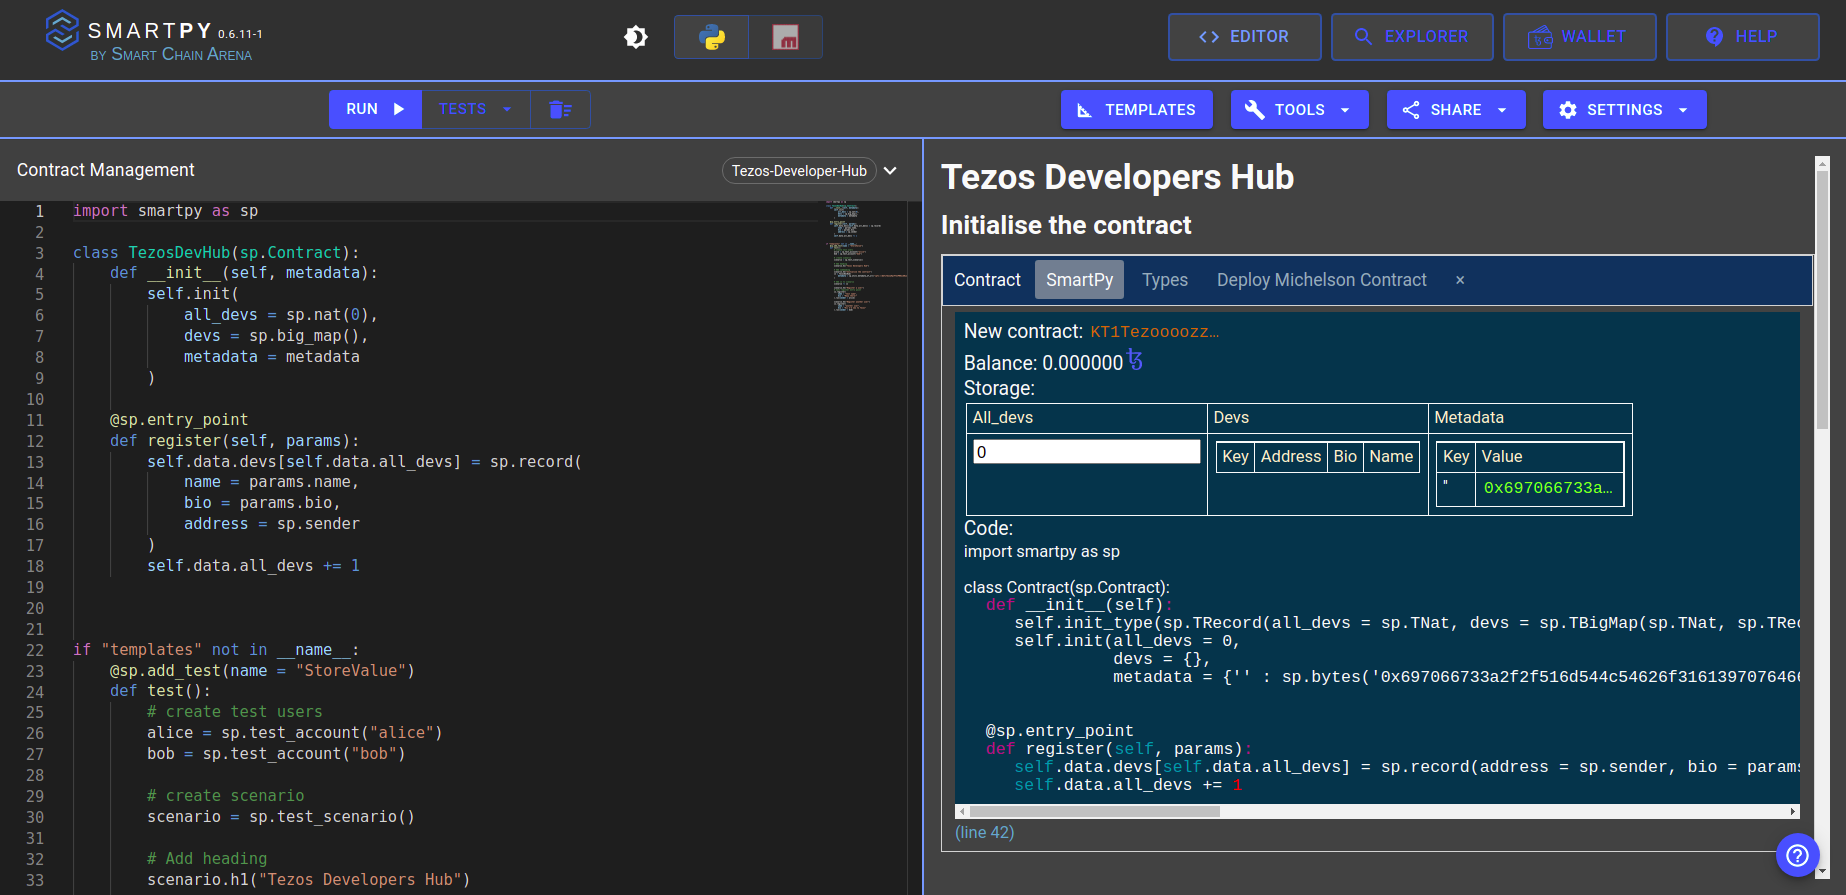 SMARTPY 0.6.11-1
BY SMART CHAIN ARENA
EDITOR
EXPLORER
WALLET
HELP
RUN
TESTS
TEMPLATES
TOOLS
SHARE
SETTINGS
Contract Management
Tezos-Developer-Hub
1 import smartpy as sp
2
3 class TezosDevHub(sp.Contract):
4     def __init__(self, metadata):
5         self.init(
6             all_devs = sp.nat(0),
7             devs = sp.big_map(),
8             metadata = metadata
9         )
10
11     @sp.entry_point
12     def register(self, params):
13         self.data.devs[self.data.all_devs] = sp.record(
14             name = params.name,
15             bio = params.bio,
16             address = sp.sender
17         )
18         self.data.all_devs += 1
19
20
21
22 if "templates" not in __name__:
23     @sp.add_test(name = "StoreValue")
24     def test():
25         # create test users
26         alice = sp.test_account("alice")
27         bob = sp.test_account("bob")
28
29         # create scenario
30         scenario = sp.test_scenario()
31
32         # Add heading
33         scenario.h1("Tezos Developers Hub")
Tezos Developers Hub
Initialise the contract
Contract SmartPy Types Deploy Michelson Contract ×
New contract: KT1Tezoooozz…
Balance: 0.000000 ꜩ
Storage:
All_devs Devs Metadata
0
Key Address Bio Name
Key Value
" 0x697066733a…
Code:
import smartpy as sp
class Contract(sp.Contract):
def __init__(self):
self.init_type(sp.TRecord(all_devs = sp.TNat, devs = sp.TBigMap(sp.TNat, sp.TRec
self.init(all_devs = 0,
devs = {},
metadata = {'' : sp.bytes('0x697066733a2f2f516d544c54626f3161397076466
@sp.entry_point
def register(self, params):
self.data.devs[self.data.all_devs] = sp.record(address = sp.sender, bio = params
self.data.all_devs += 1
(line 42)